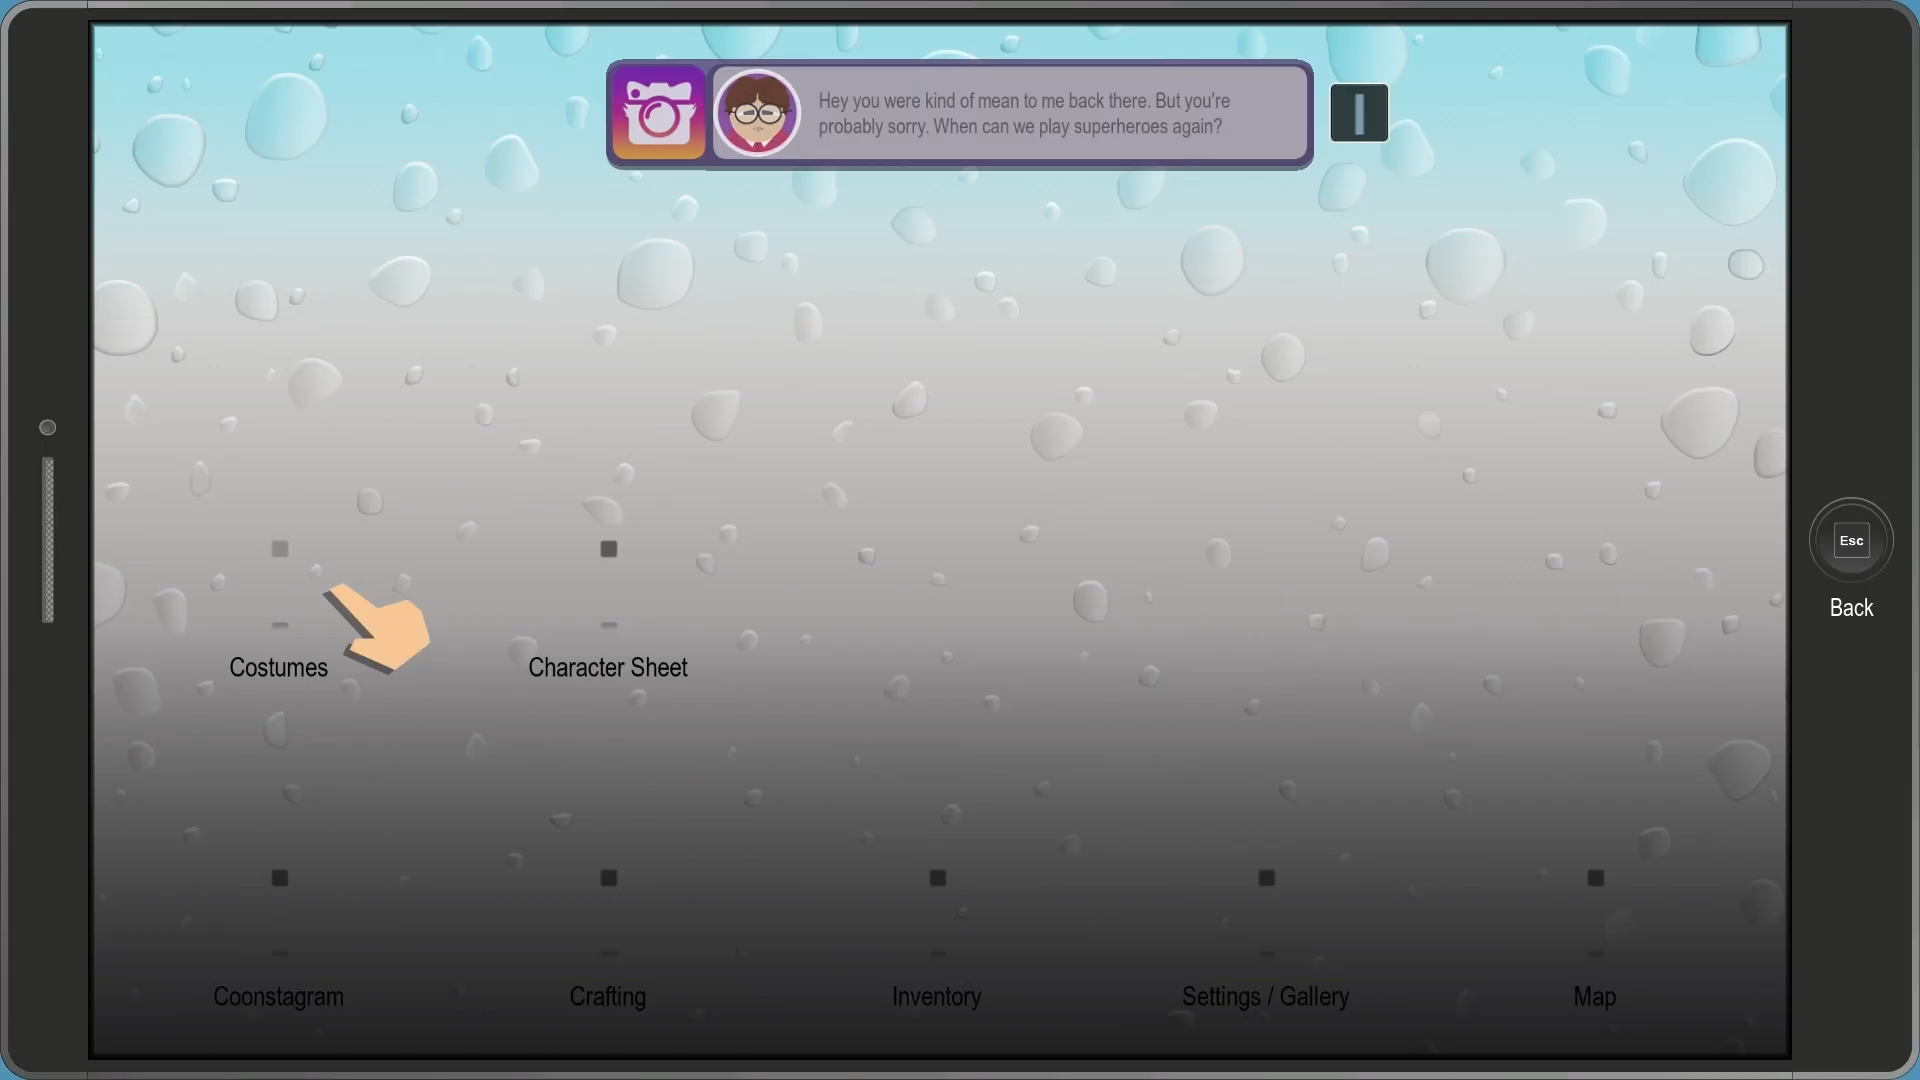 Hey you were kind of mean to me back there. But you're
probably sorry. When can we play superheroes again?
Esc
Back
Costumes
Character Sheet
Coonstagram
Crafting
Inventory
Settings / Gallery
Map